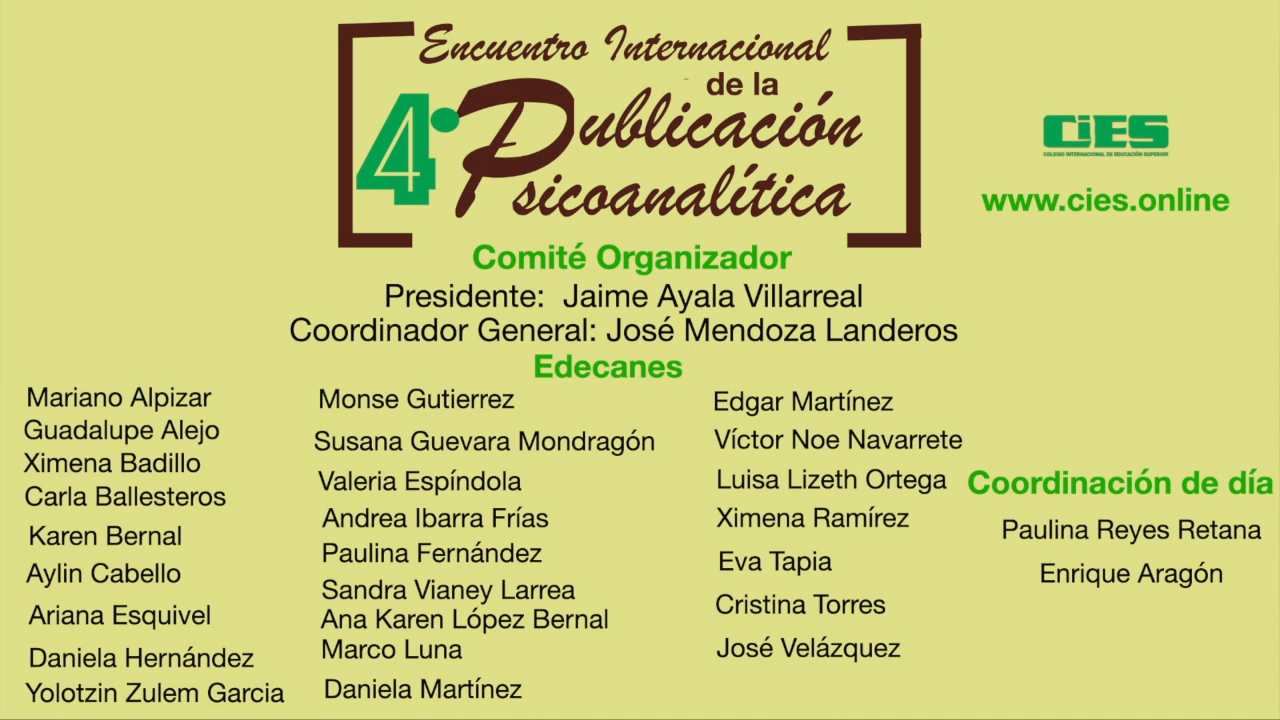 Encuentro Internacional
de la
4° Publicación
Psicoanalítica
CiES
COLEGIO INTERNACIONAL DE EDUCACIÓN SUPERIOR
www.cies.online
Comité Organizador
Presidente: Jaime Ayala Villarreal
Coordinador General: José Mendoza Landeros
Edecanes
Mariano Alpizar
Guadalupe Alejo
Ximena Badillo
Carla Ballesteros
Karen Bernal
Aylin Cabello
Ariana Esquivel
Daniela Hernández
Yolotzin Zulem Garcia
Monse Gutierrez
Susana Guevara Mondragón
Valeria Espíndola
Andrea Ibarra Frías
Paulina Fernández
Sandra Vianey Larrea
Ana Karen López Bernal
Marco Luna
Daniela Martínez
Edgar Martínez
Víctor Noe Navarrete
Luisa Lizeth Ortega
Ximena Ramírez
Eva Tapia
Cristina Torres
José Velázquez
Coordinación de día
Paulina Reyes Retana
Enrique Aragón